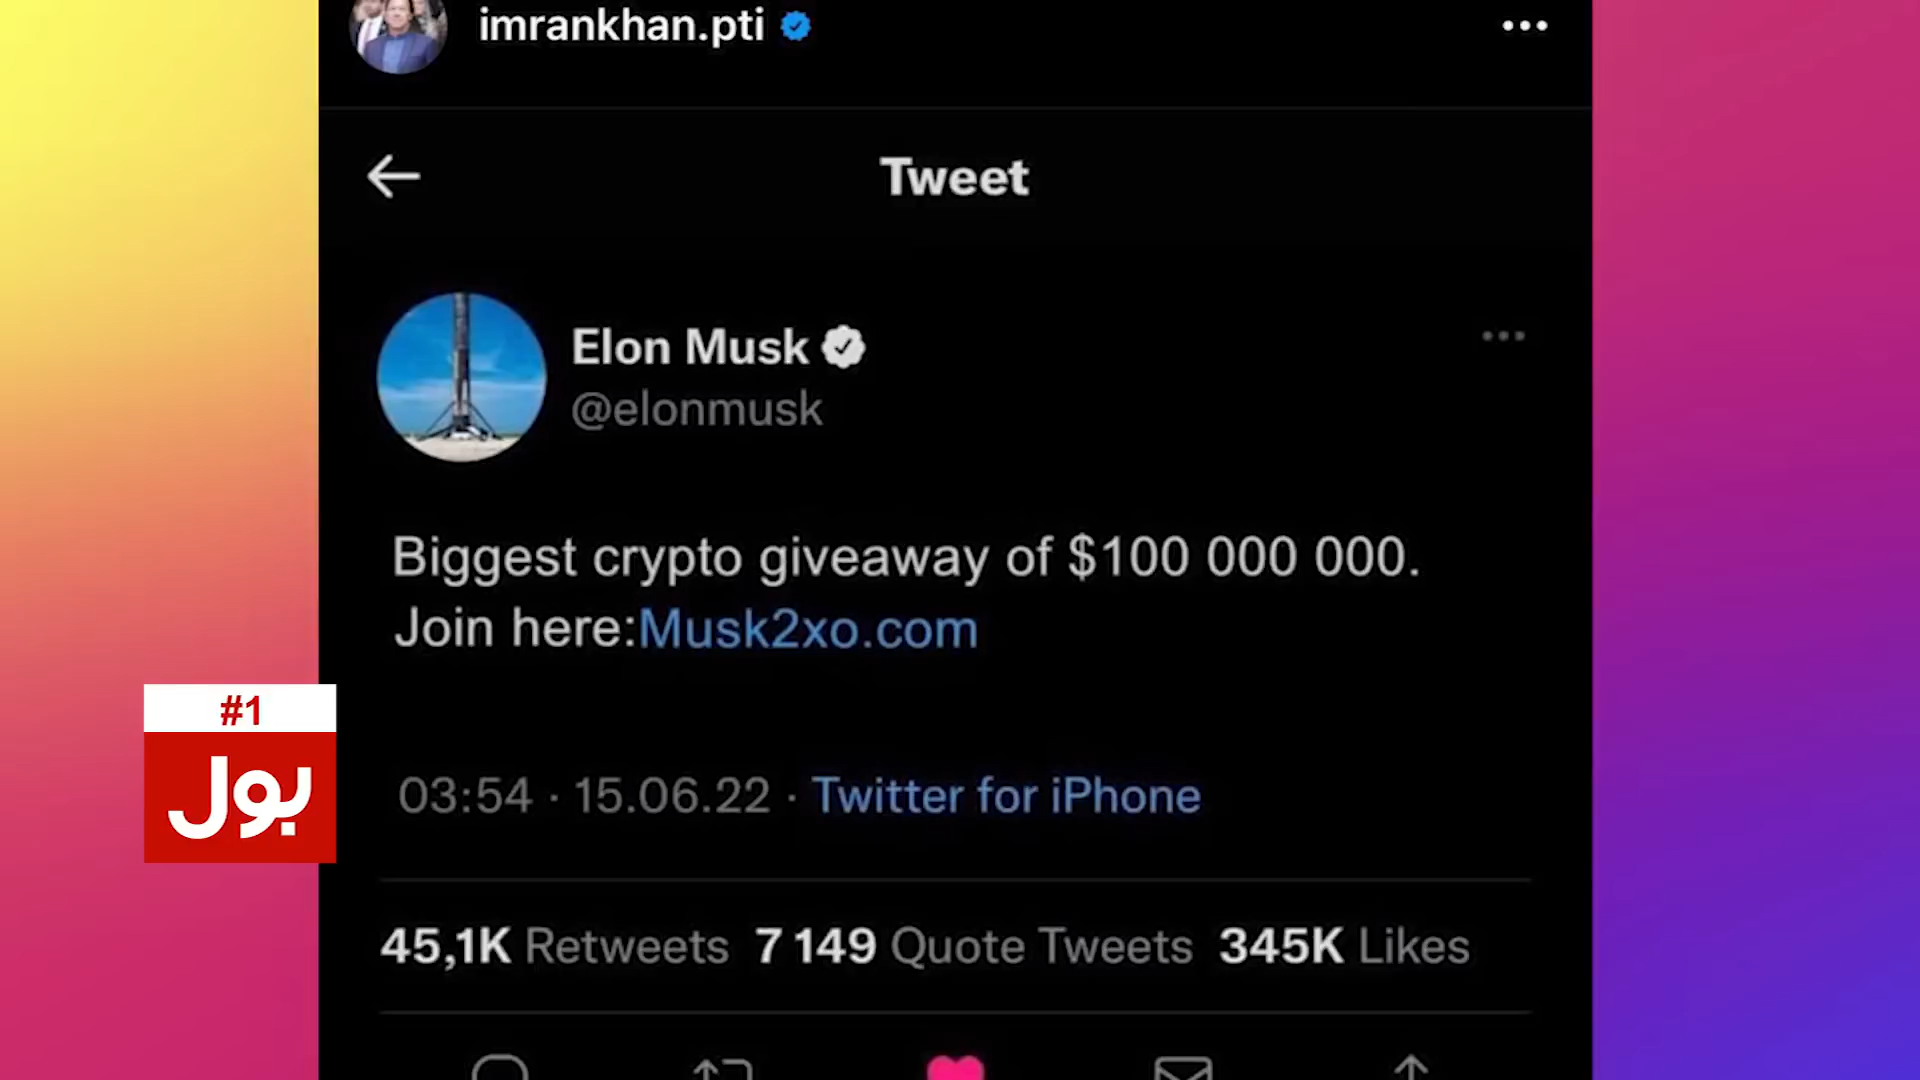 imrankhan.pti
Tweet
Elon Musk
@elonmusk
Biggest crypto giveaway of $100 000 000.
Join here:Musk2xo.com
#1
بول
03:54 · 15.06.22 · Twitter for iPhone
45,1K Retweets 7 149 Quote Tweets 345K Likes